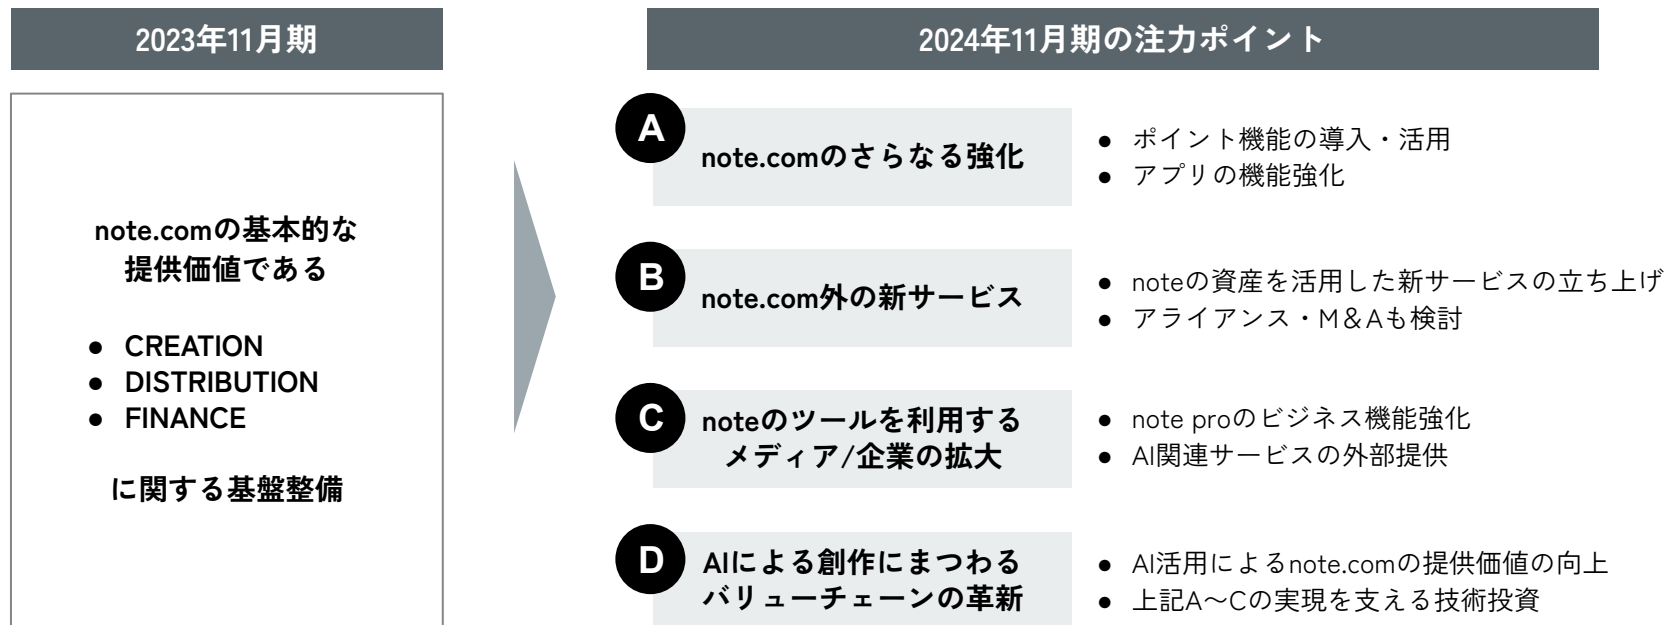 2023年11月期
note.comの基本的な
提供価値である
● CREATION
● DISTRIBUTION
● FINANCE
に関する基盤整備
2024年11月期の注力ポイント
A
note.comのさらなる強化
● ポイント機能の導入・活用
● アプリの機能強化
B
note.com外の新サービス
● noteの資産を活用した新サービスの立ち上げ
● アライアンス・M＆Aも検討
C
noteのツールを利用する
メディア/企業の拡大
● note proのビジネス機能強化
● AI関連サービスの外部提供
D
AIによる創作にまつわる
バリューチェーンの革新
● AI活用によるnote.comの提供価値の向上
● 上記A〜Cの実現を支える技術投資